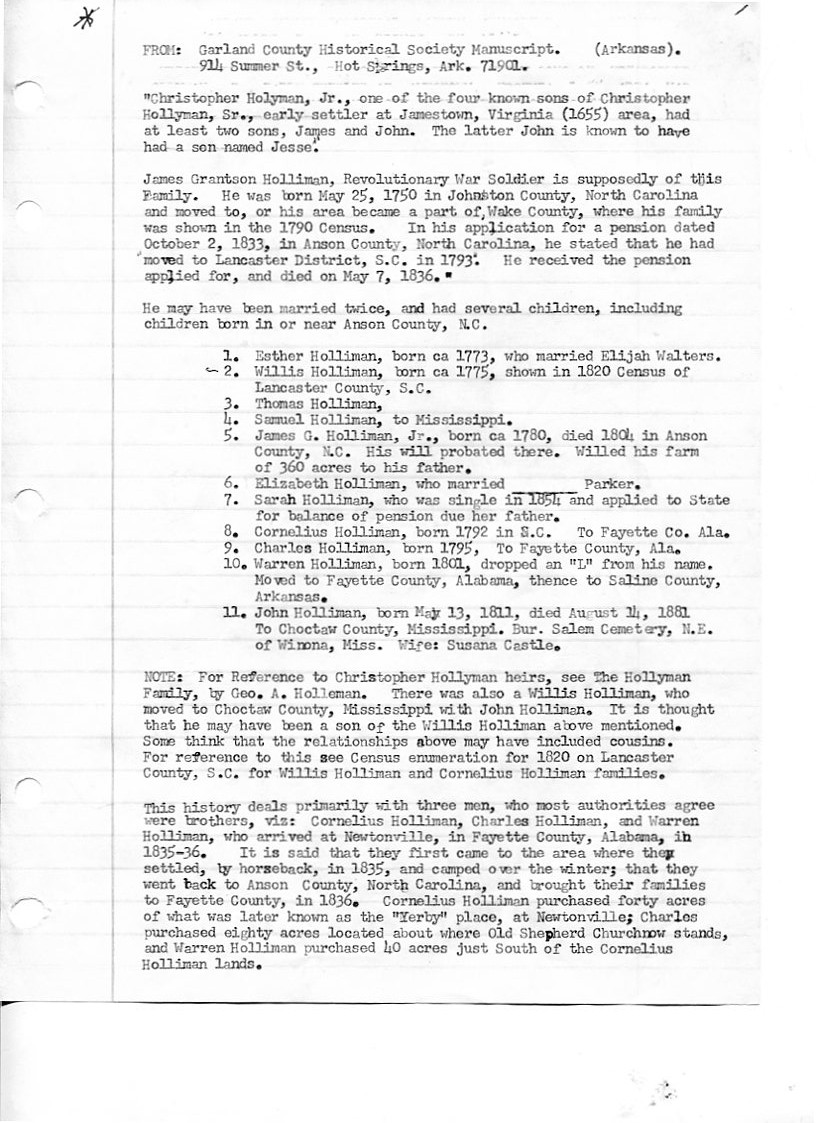 1
FROM: Garland County Historical Society Manuscript. (Arkansas).
914 Summer St., Hot Springs, Ark. 71901.
"Christopher Holyman, Jr., one of the four known sons of Christopher
Hollyman, Sr., early settler at Jamestown, Virginia (1655) area, had
at least two sons, James and John. The latter John is known to have
had a son named Jesse".
James Grantson Holliman, Revolutionary War Soldier is supposedly of this
Family. He was born May 25, 1750 in Johnston County, North Carolina
and moved to, or his area became a part of, Wake County, where his family
was shown in the 1790 Census. In his application for a pension dated
October 2, 1833, in Anson County, North Carolina, he stated that he had
"moved to Lancaster District, S.C. in 1793". He received the pension
applied for, and died on May 7, 1836."
He may have been married twice, and had several children, including
children born in or near Anson County, N.C.
1. Esther Holliman, born ca 1773, who married Elijah Walters.
2. Willis Holliman, born ca 1775, shown in 1820 Census of
Lancaster County, S.C.
3. Thomas Holliman,
4. Samuel Holliman, to Mississippi.
5. James G. Holliman, Jr., born ca 1780, died 1804 in Anson
County, N.C. His will probated there. Willed his farm
of 360 acres to his father.
6. Elizabeth Holliman, who married ________ Parker.
7. Sarah Holliman, who was single in 1854 and applied to State
for balance of pension due her father.
8. Cornelius Holliman, born 1792 in S.C. To Fayette Co. Ala.
9. Charles Holliman, born 1795, To Fayette County, Ala.
10. Warren Holliman, born 1801, dropped an "L" from his name.
Moved to Fayette County, Alabama, thence to Saline County,
Arkansas.
11. John Holliman, born May 13, 1811, died August 14, 1881
To Choctaw County, Mississippi. Bur. Salem Cemetery, N.E.
of Winona, Miss. Wife: Susana Castle.
NOTE: For Reference to Christopher Hollyman heirs, see The Hollyman
Family, by Geo. A. Holleman. There was also a Willis Holliman, who
moved to Choctaw County, Mississippi with John Holliman. It is thought
that he may have been a son of the Willis Holliman above mentioned.
Some think that the relationships above may have included cousins.
For reference to this see Census enumeration for 1820 on Lancaster
County, S.C. for Willis Holliman and Cornelius Holliman families.
This history deals primarily with three men, who most authorities agree
were brothers, viz: Cornelius Holliman, Charles Holliman, and Warren
Holliman, who arrived at Newtonville, in Fayette County, Alabama, in
1835-36. It is said that they first came to the area where they
settled, by horseback, in 1835, and camped over the winter; that they
went back to Anson County, North Carolina, and brought their families
to Fayette County, in 1836. Cornelius Holliman purchased forty acres
of what was later known as the "Yerby" place, at Newtonville; Charles
purchased eighty acres located about where Old Shepherd Churchnow stands,
and Warren Holliman purchased 40 acres just South of the Cornelius
Holliman lands.